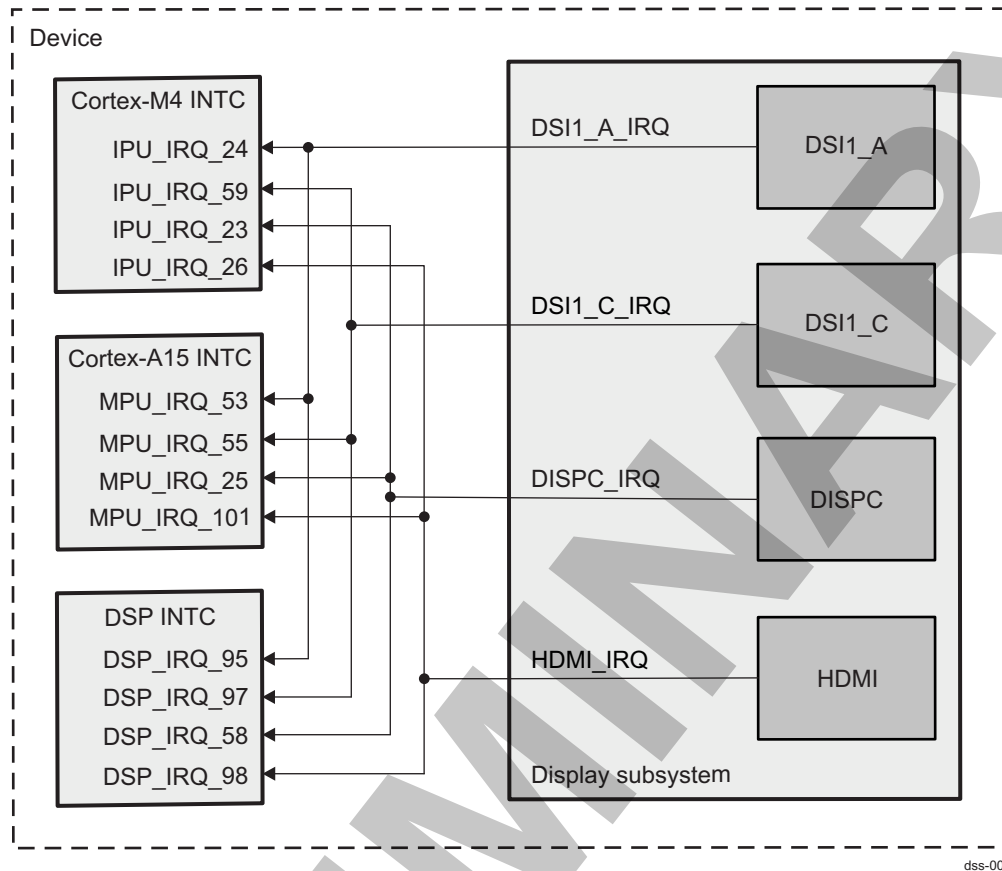 Device
Cortex-M4 INTC
IPU_IRQ_24
IPU_IRQ_59
IPU_IRQ_23
IPU_IRQ_26
Cortex-A15 INTC
MPU_IRQ_53
MPU_IRQ_55
MPU_IRQ_25
MPU_IRQ_101
DSP INTC
DSP_IRQ_95
DSP_IRQ_97
DSP_IRQ_58
DSP_IRQ_98
DSI1_A_IRQ
DSI1_A
DSI1_C_IRQ
DSI1_C
DISPC_IRQ
DISPC
HDMI_IRQ
HDMI
Display subsystem